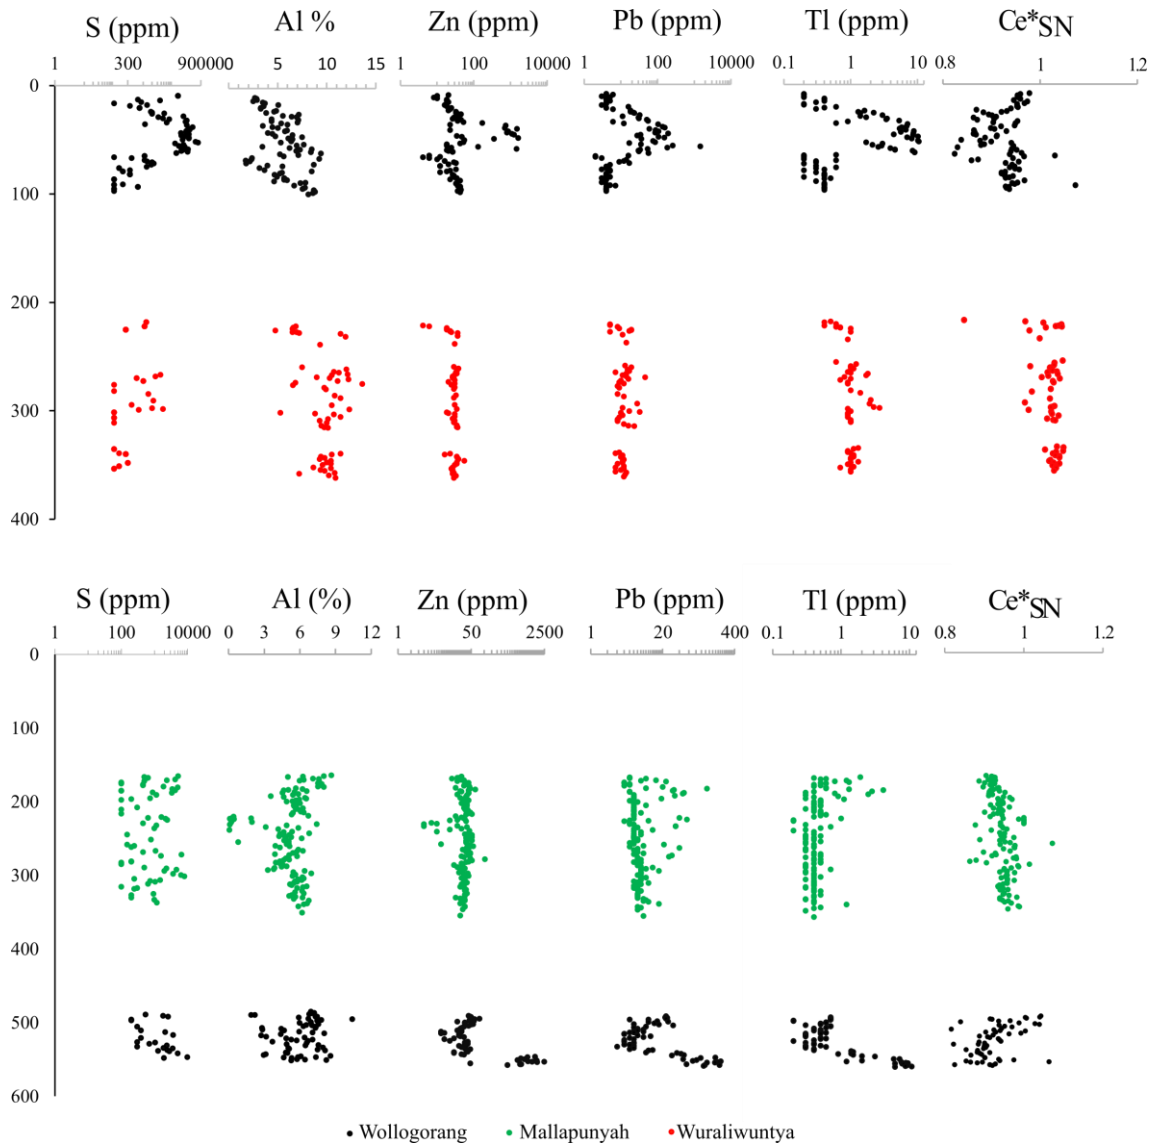 S (ppm) Al % Zn (ppm) Pb (ppm) Tl (ppm) Ce*SN
1 300 900000 0 5 10 15 1 100 10000 1 100 10000 0.1 1 10 0.8 1 1.2
0
100
200
300
400
S (ppm) Al (%) Zn (ppm) Pb (ppm) Tl (ppm) Ce*SN
1 100 10000 0 3 6 9 12 1 50 2500 1 20 400 0.1 1 10 0.8 1 1.2
0
100
200
300
400
500
600
Wollogorang Mallapunyah Wuraliwuntya